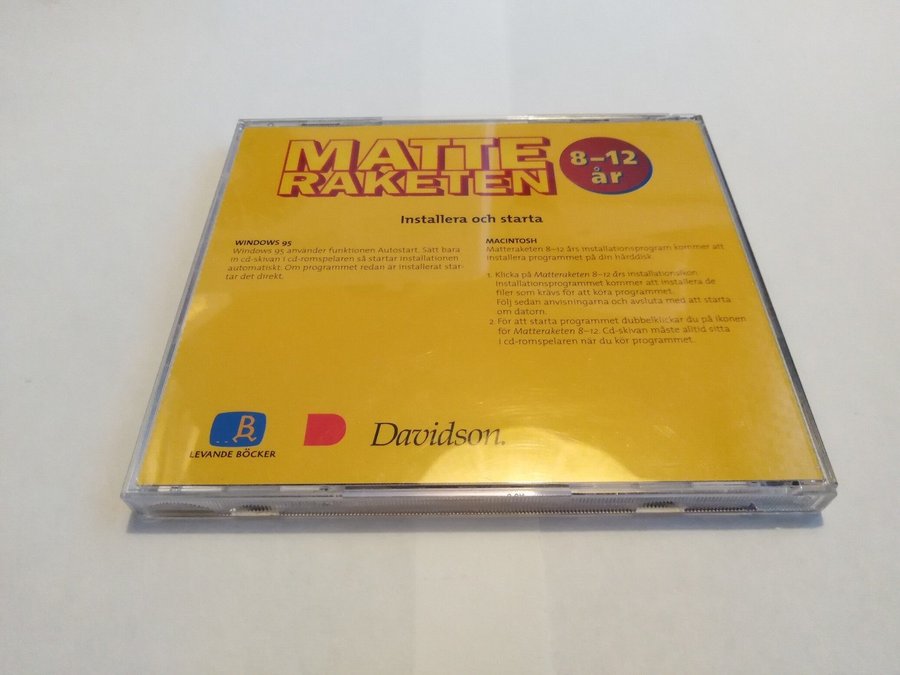 MATTE
RAKETEN
8–12
år
Installera och starta
WINDOWS 95
Windows 95 använder funktionen Autostart. Sätt bara
in cd-skivan i cd-romspelaren så startar installationen
automatiskt. Om programmet redan är installerat star-
tar det direkt.
MACINTOSH
Matteraketen 8–12 års installationsprogram kommer att
installera programmet på din hårddisk.
1. Klicka på Matteraketen 8–12 års installationsikon.
Installationsprogrammet kommer att installera de
filer som krävs för att köra programmet.
Följ sedan anvisningarna och avsluta med att starta
om datorn.
2. För att starta programmet dubbelklickar du på ikonen
för Matteraketen 8–12. Cd-skivan måste alltid sitta
i cd-romspelaren när du kör programmet.
B
LEVANDE BÖCKER
Davidson.